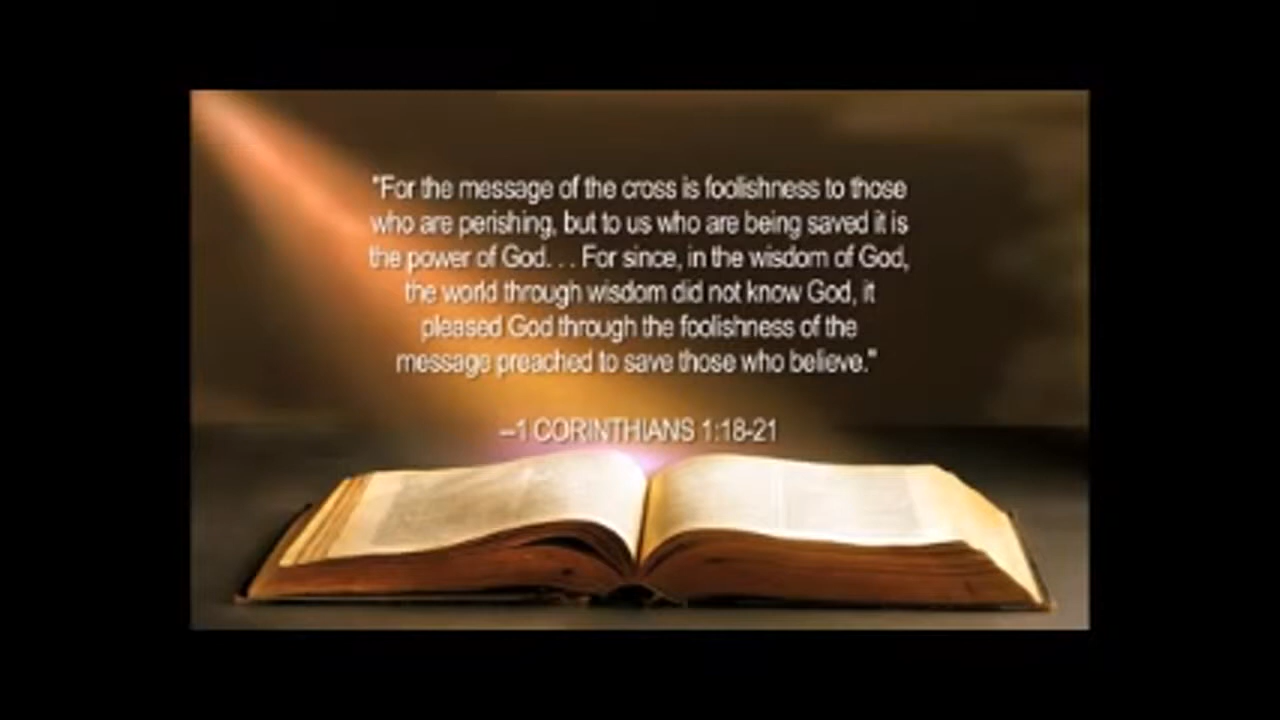 "For the message of the cross is foolishness to those
who are perishing, but to us who are being saved it is
the power of God. . . For since, in the wisdom of God,
the world through wisdom did not know God, it
pleased God through the foolishness of the
message preached to save those who believe."
–1 CORINTHIANS 1:18-21